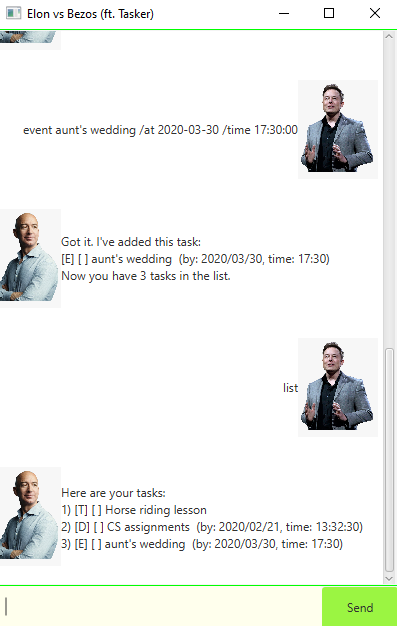 Elon vs Bezos (ft. Tasker)
event aunt's wedding /at 2020-03-30 /time 17:30:00
Got it. I've added this task:
[E] [ ] aunt's wedding  (by: 2020/03/30, time: 17:30)
Now you have 3 tasks in the list.
list
Here are your tasks:
1) [T] [ ] Horse riding lesson
2) [D] [ ] CS assignments  (by: 2020/02/21, time: 13:32:30)
3) [E] [ ] aunt's wedding  (by: 2020/03/30, time: 17:30)
Send